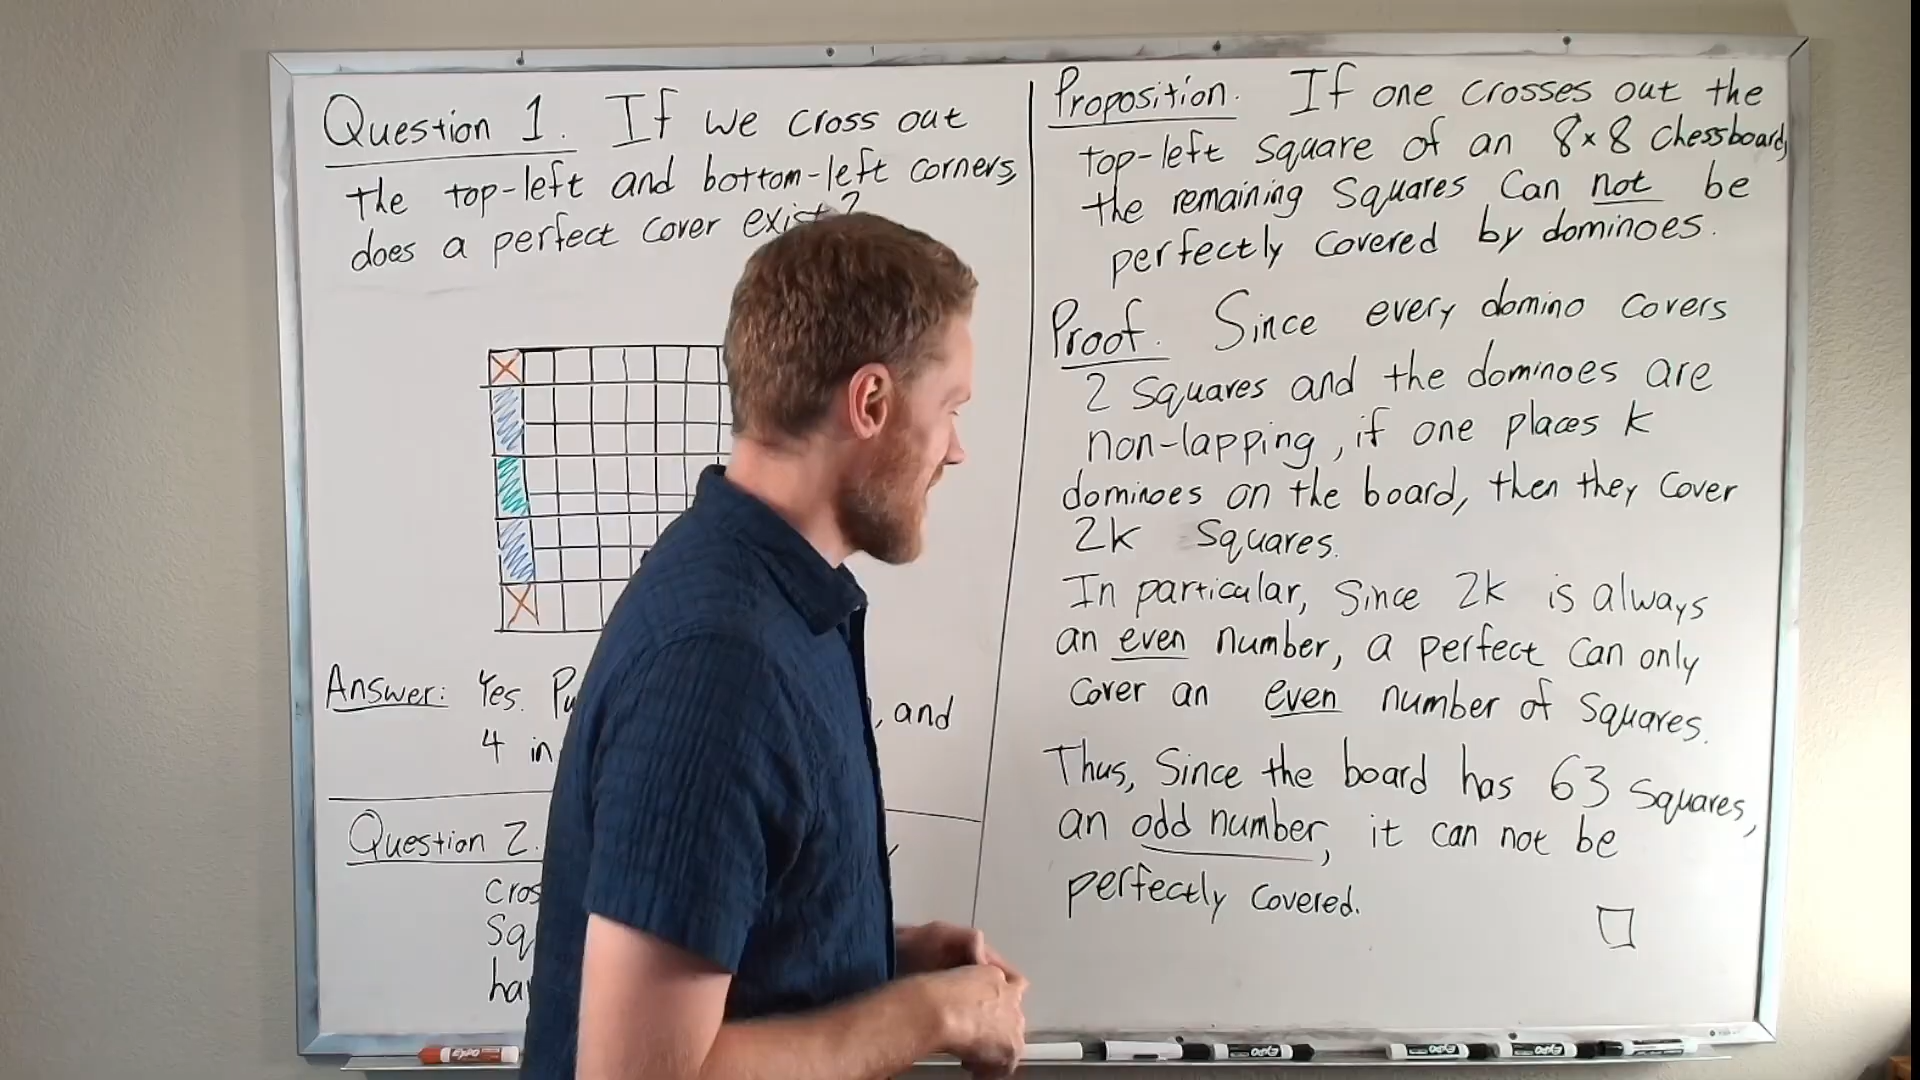 Question 1. If we cross out
the top-left and bottom-left corners,
does a perfect cover exist?
Answer: Yes.
, and
4 in
Question 2.
Proposition. If one crosses out the
top-left square of an 8×8 chessboard,
the remaining squares can not be
perfectly covered by dominoes.
Proof. Since every domino covers
2 squares and the dominoes are
non-lapping, if one places k
dominoes on the board, then they cover
2k squares.
In particular, since 2k is always
an even number, a perfect can only
cover an even number of squares.
Thus, since the board has 63 squares,
an odd number, it can not be
perfectly covered.